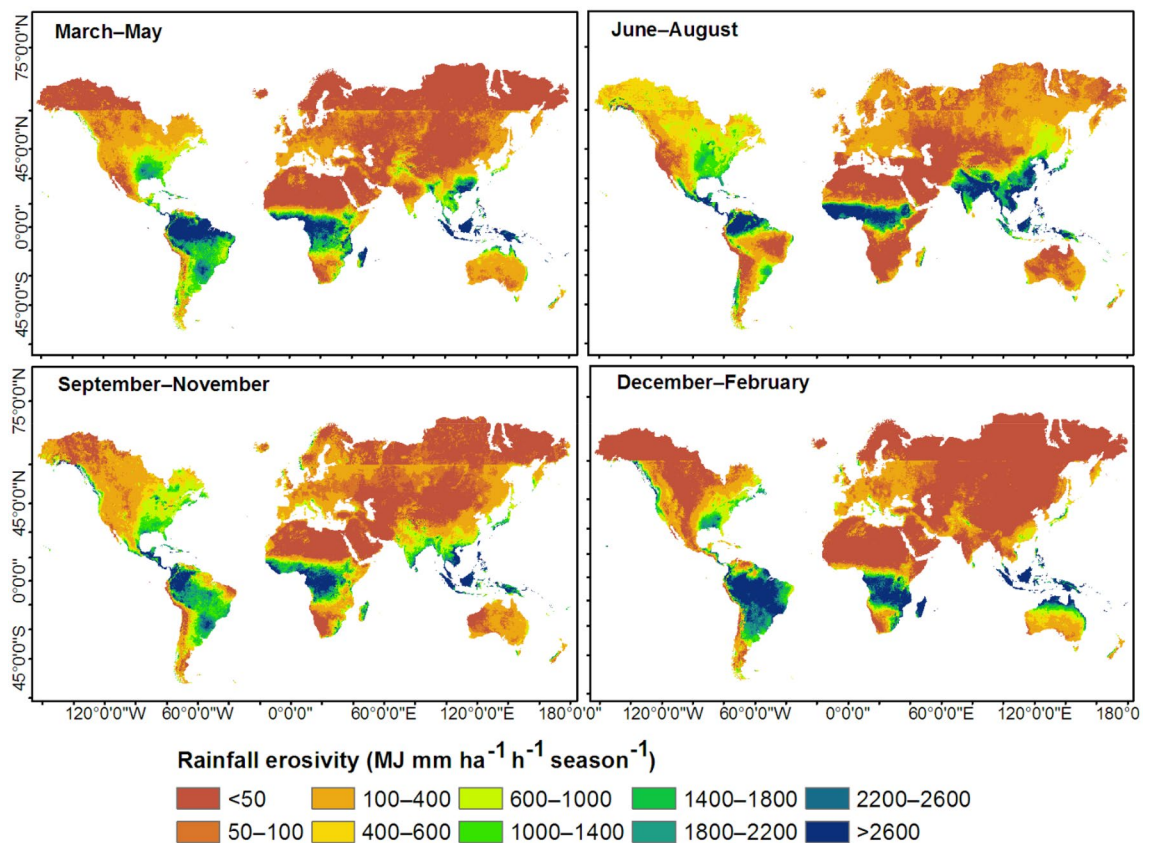 March–May
June–August
75°0'0"N
45°0'0"N
0°0'0"
45°0'0"S
September–November
December–February
75°0'0"N
45°0'0"N
0°0'0"
45°0'0"S
120°0'0"W 60°0'0"W 0°0'0" 60°0'0"E 120°0'0"E 180°0'0" 120°0'0"W 60°0'0"W 0°0'0" 60°0'0"E 120°0'0"E 180°0
Rainfall erosivity (MJ mm ha⁻¹ h⁻¹ season⁻¹)
<50 100–400 600–1000 1400–1800 2200–2600
50–100 400–600 1000–1400 1800–2200 >2600